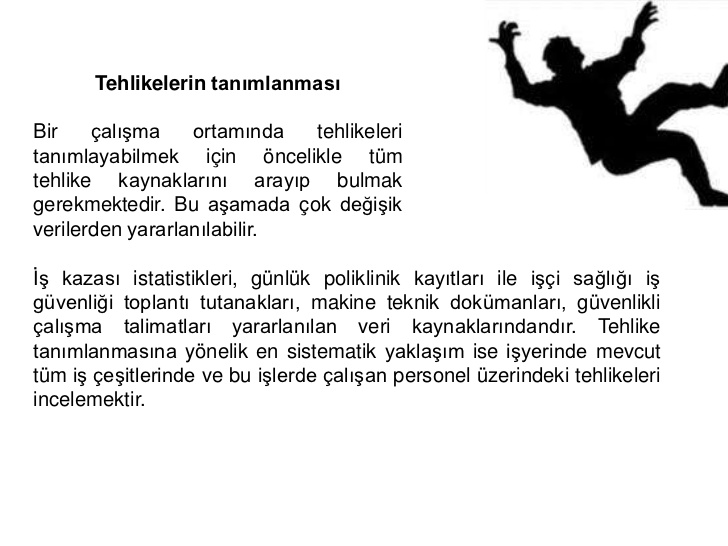 Tehlikelerin tanımlanması
Bir çalışma ortamında tehlikeleri
tanımlayabilmek için öncelikle tüm
tehlike kaynaklarını arayıp bulmak
gerekmektedir. Bu aşamada çok değişik
verilerden yararlanılabilir.
İş kazası istatistikleri, günlük poliklinik kayıtları ile işçi sağlığı iş
güvenliği toplantı tutanakları, makine teknik dokümanları, güvenlikli
çalışma talimatları yararlanılan veri kaynaklarındandır. Tehlike
tanımlanmasına yönelik en sistematik yaklaşım ise işyerinde mevcut
tüm iş çeşitlerinde ve bu işlerde çalışan personel üzerindeki tehlikeleri
incelemektir.